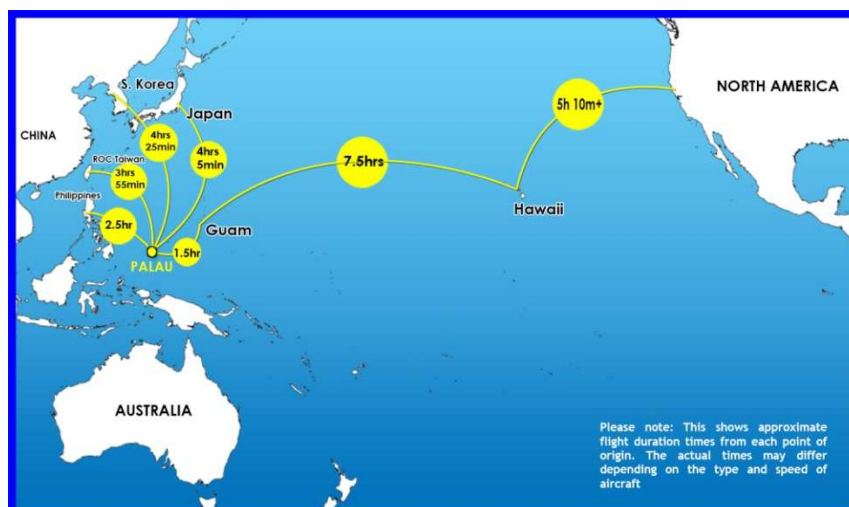 S. Korea
Japan
CHINA
4hrs
25min
4hrs
5min
ROC:Taiwan
3hrs
55min
Philippines
2.5hr
7.5hrs
5h 10m+
NORTH AMERICA
Hawaii
Guam
1.5hr
PALAU
AUSTRALIA
Please note: This shows approximate
flight duration times from each point of
origin. The actual times may differ
depending on the type and speed of
aircraft